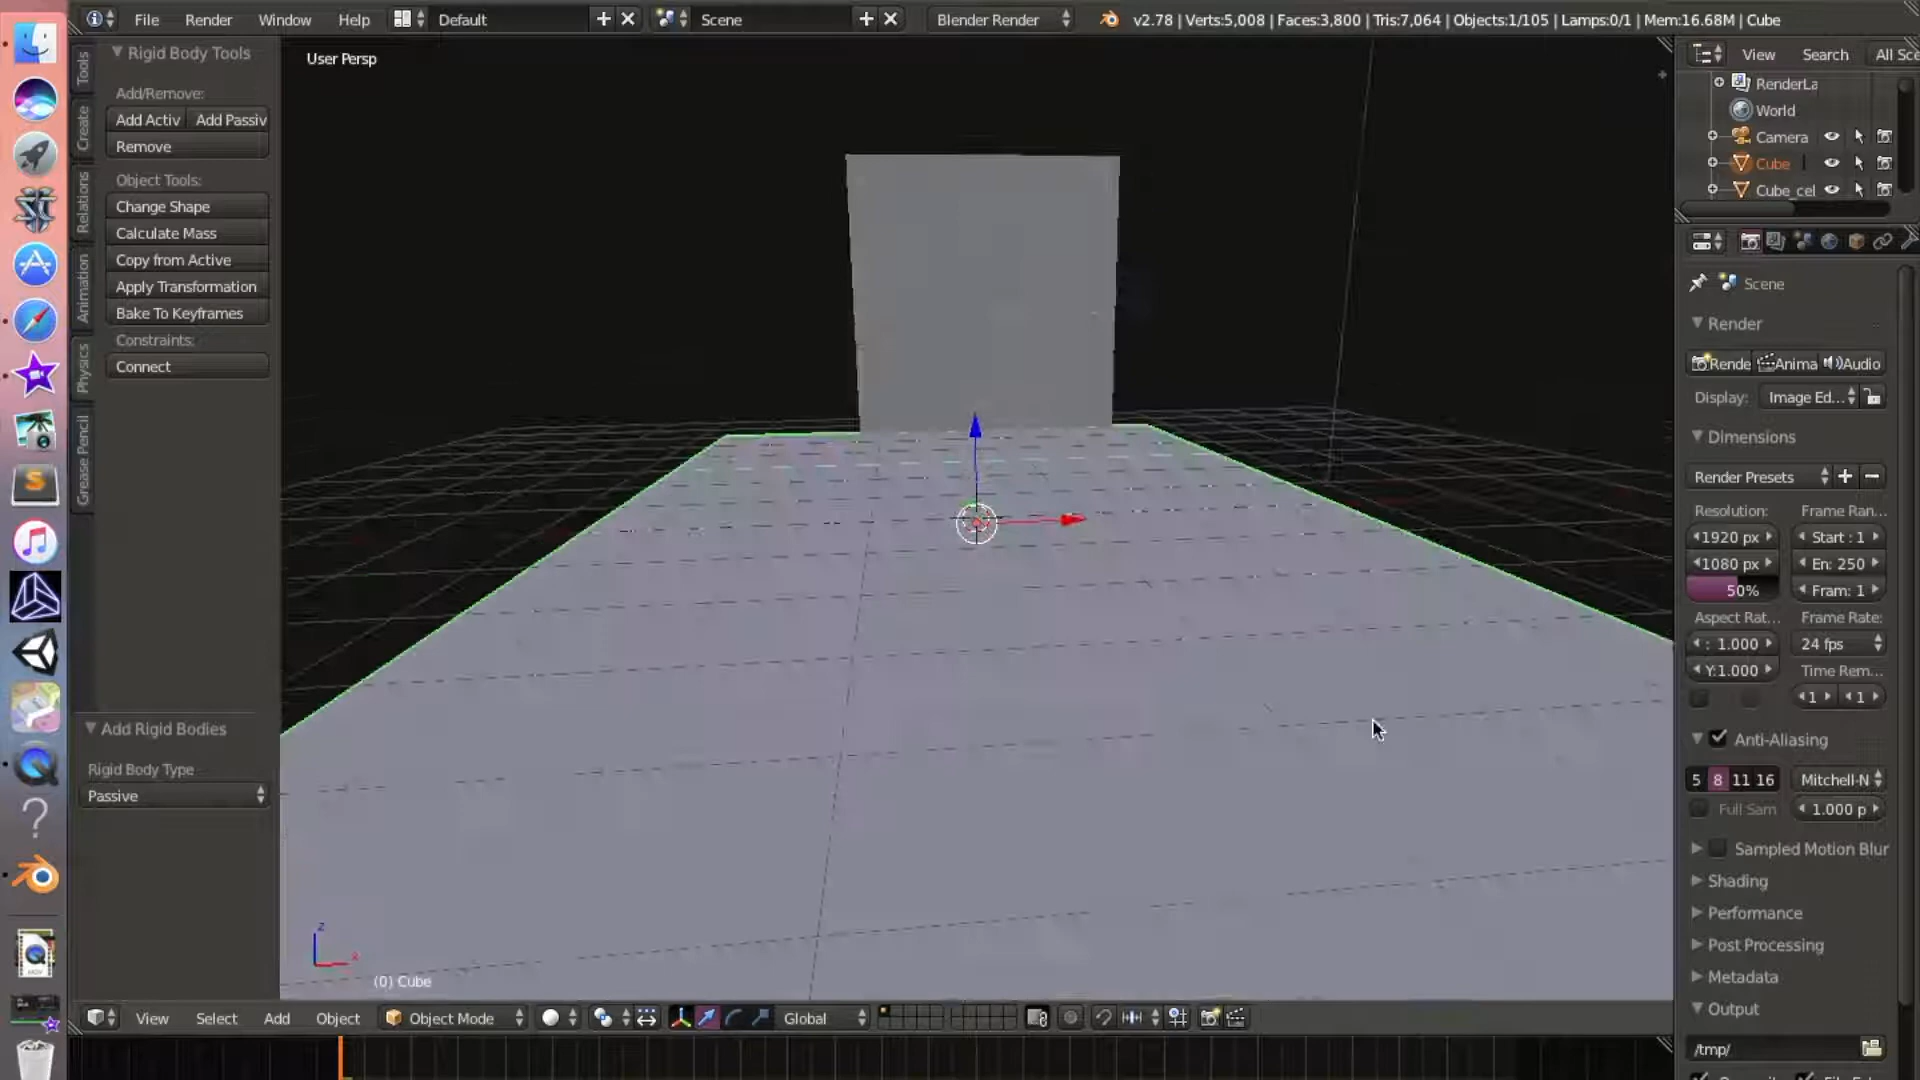 File Render Window Help Default Scene Blender Render v2.78 | Verts:5,008 | Faces:3,800 | Tris:7,064 | Objects:1/105 | Lamps:0/1 | Mem:16.68M | Cube
Rigid Body Tools
Add/Remove:
Add Activ Add Passiv
Remove
Object Tools:
Change Shape
Calculate Mass
Copy from Active
Apply Transformation
Bake To Keyframes
Constraints:
Connect
Tools
Create
Relations
Animation
Physics
Grease Pencil
Add Rigid Bodies
Rigid Body Type
Passive
User Persp
z
x
(0) Cube
View Select Add Object Object Mode Global
View Search All Sce
RenderLa
World
Camera
Cube
Cube_cel
Scene
Render
Rende Anima Audio
Display: Image Ed...
Dimensions
Render Presets
Resolution: Frame Ran...
1920 px Start : 1
1080 px En: 250
50% Fram: 1
Aspect Rat... Frame Rate:
: 1.000 24 fps
Y:1.000 Time Rem...
1 1
Anti-Aliasing
5 8 11 16 Mitchell-N
Full Sam 1.000 p
Sampled Motion Blur
Shading
Performance
Post Processing
Metadata
Output
/tmp/